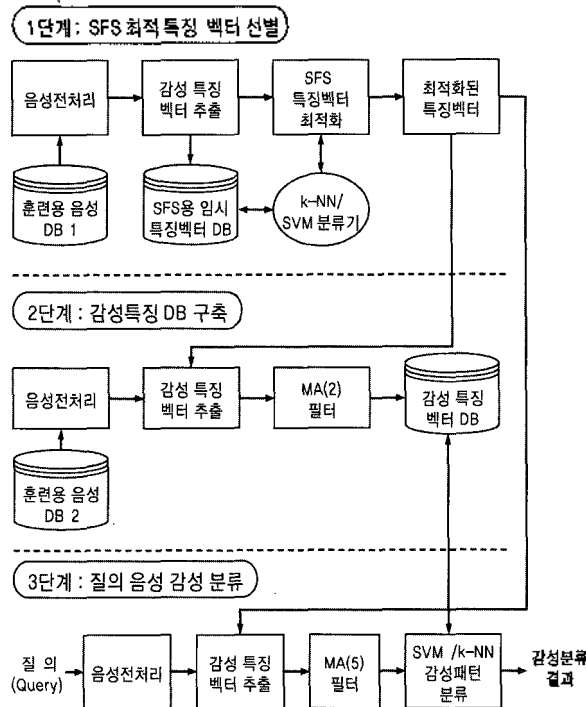 1단계: SFS 최적 특징 벡터 선별
음성전처리
감성 특징
벡터 추출
SFS
특징벡터
최적화
최적화된
특징벡터
훈련용 음성
DB 1
SFS용 임시
특징벡터 DB
k-NN/
SVM 분류기
2단계 : 감성특징 DB 구축
음성전처리
감성 특징
벡터 추출
MA(2)
필터
감성 특징
벡터 DB
훈련용 음성
DB 2
3단계 : 질의 음성 감성 분류
질 의
(Query)
음성전처리
감성 특징
벡터 추출
MA(5)
필터
SVM /k-NN
감성패턴
분류
감성분류
결과